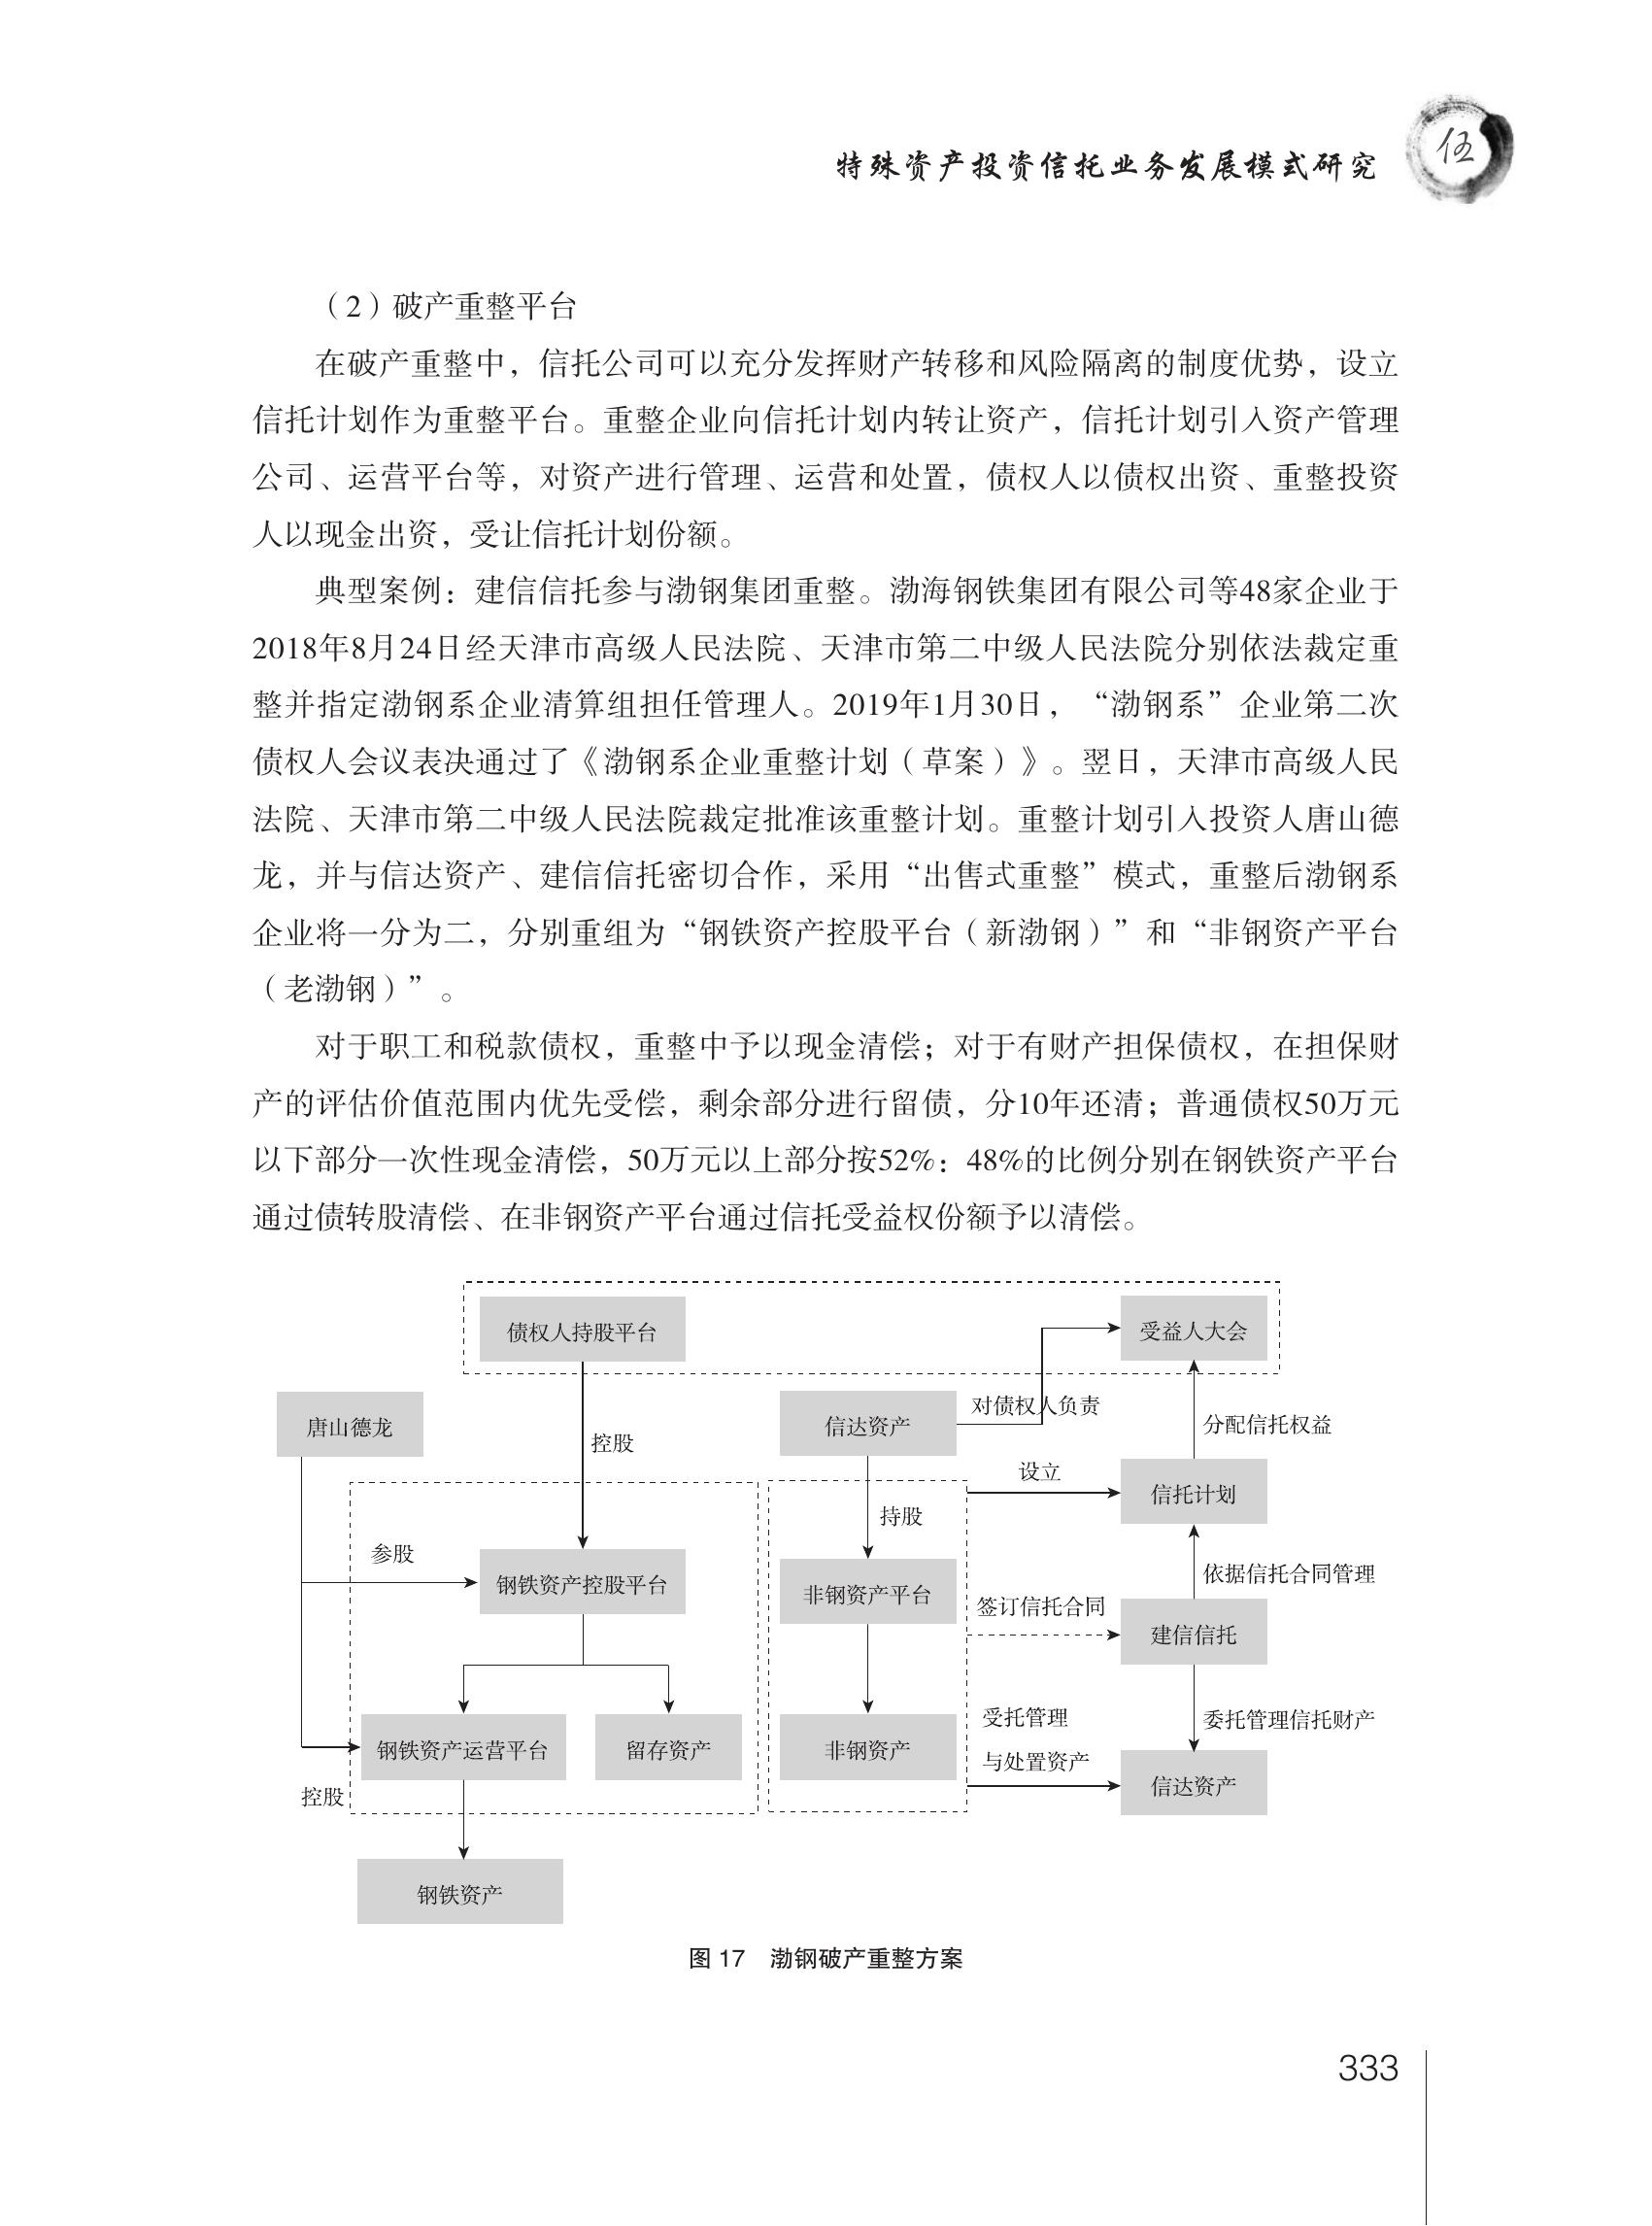 特殊资产投资信托业务发展模式研究
伍
（2）破产重整平台
在破产重整中，信托公司可以充分发挥财产转移和风险隔离的制度优势，设立
信托计划作为重整平台。重整企业向信托计划内转让资产，信托计划引入资产管理
公司、运营平台等，对资产进行管理、运营和处置，债权人以债权出资、重整投资
人以现金出资，受让信托计划份额。
典型案例：建信信托参与渤钢集团重整。渤海钢铁集团有限公司等48家企业于
2018年8月24日经天津市高级人民法院、天津市第二中级人民法院分别依法裁定重
整并指定渤钢系企业清算组担任管理人。2019年1月30日，“渤钢系”企业第二次
债权人会议表决通过了《渤钢系企业重整计划（草案）》。翌日，天津市高级人民
法院、天津市第二中级人民法院裁定批准该重整计划。重整计划引入投资人唐山德
龙，并与信达资产、建信信托密切合作，采用“出售式重整”模式，重整后渤钢系
企业将一分为二，分别重组为“钢铁资产控股平台（新渤钢）”和“非钢资产平台
（老渤钢）”。
对于职工和税款债权，重整中予以现金清偿；对于有财产担保债权，在担保财
产的评估价值范围内优先受偿，剩余部分进行留债，分10年还清；普通债权50万元
以下部分一次性现金清偿，50万元以上部分按52%：48%的比例分别在钢铁资产平台
通过债转股清偿、在非钢资产平台通过信托受益权份额予以清偿。
债权人持股平台
受益人大会
唐山德龙
控股
信达资产
对债权人负责
分配信托权益
设立
信托计划
持股
参股
钢铁资产控股平台
非钢资产平台
依据信托合同管理
签订信托合同
建信信托
钢铁资产运营平台
留存资产
非钢资产
受托管理
与处置资产
委托管理信托财产
信达资产
控股
钢铁资产
图 17 渤钢破产重整方案
333